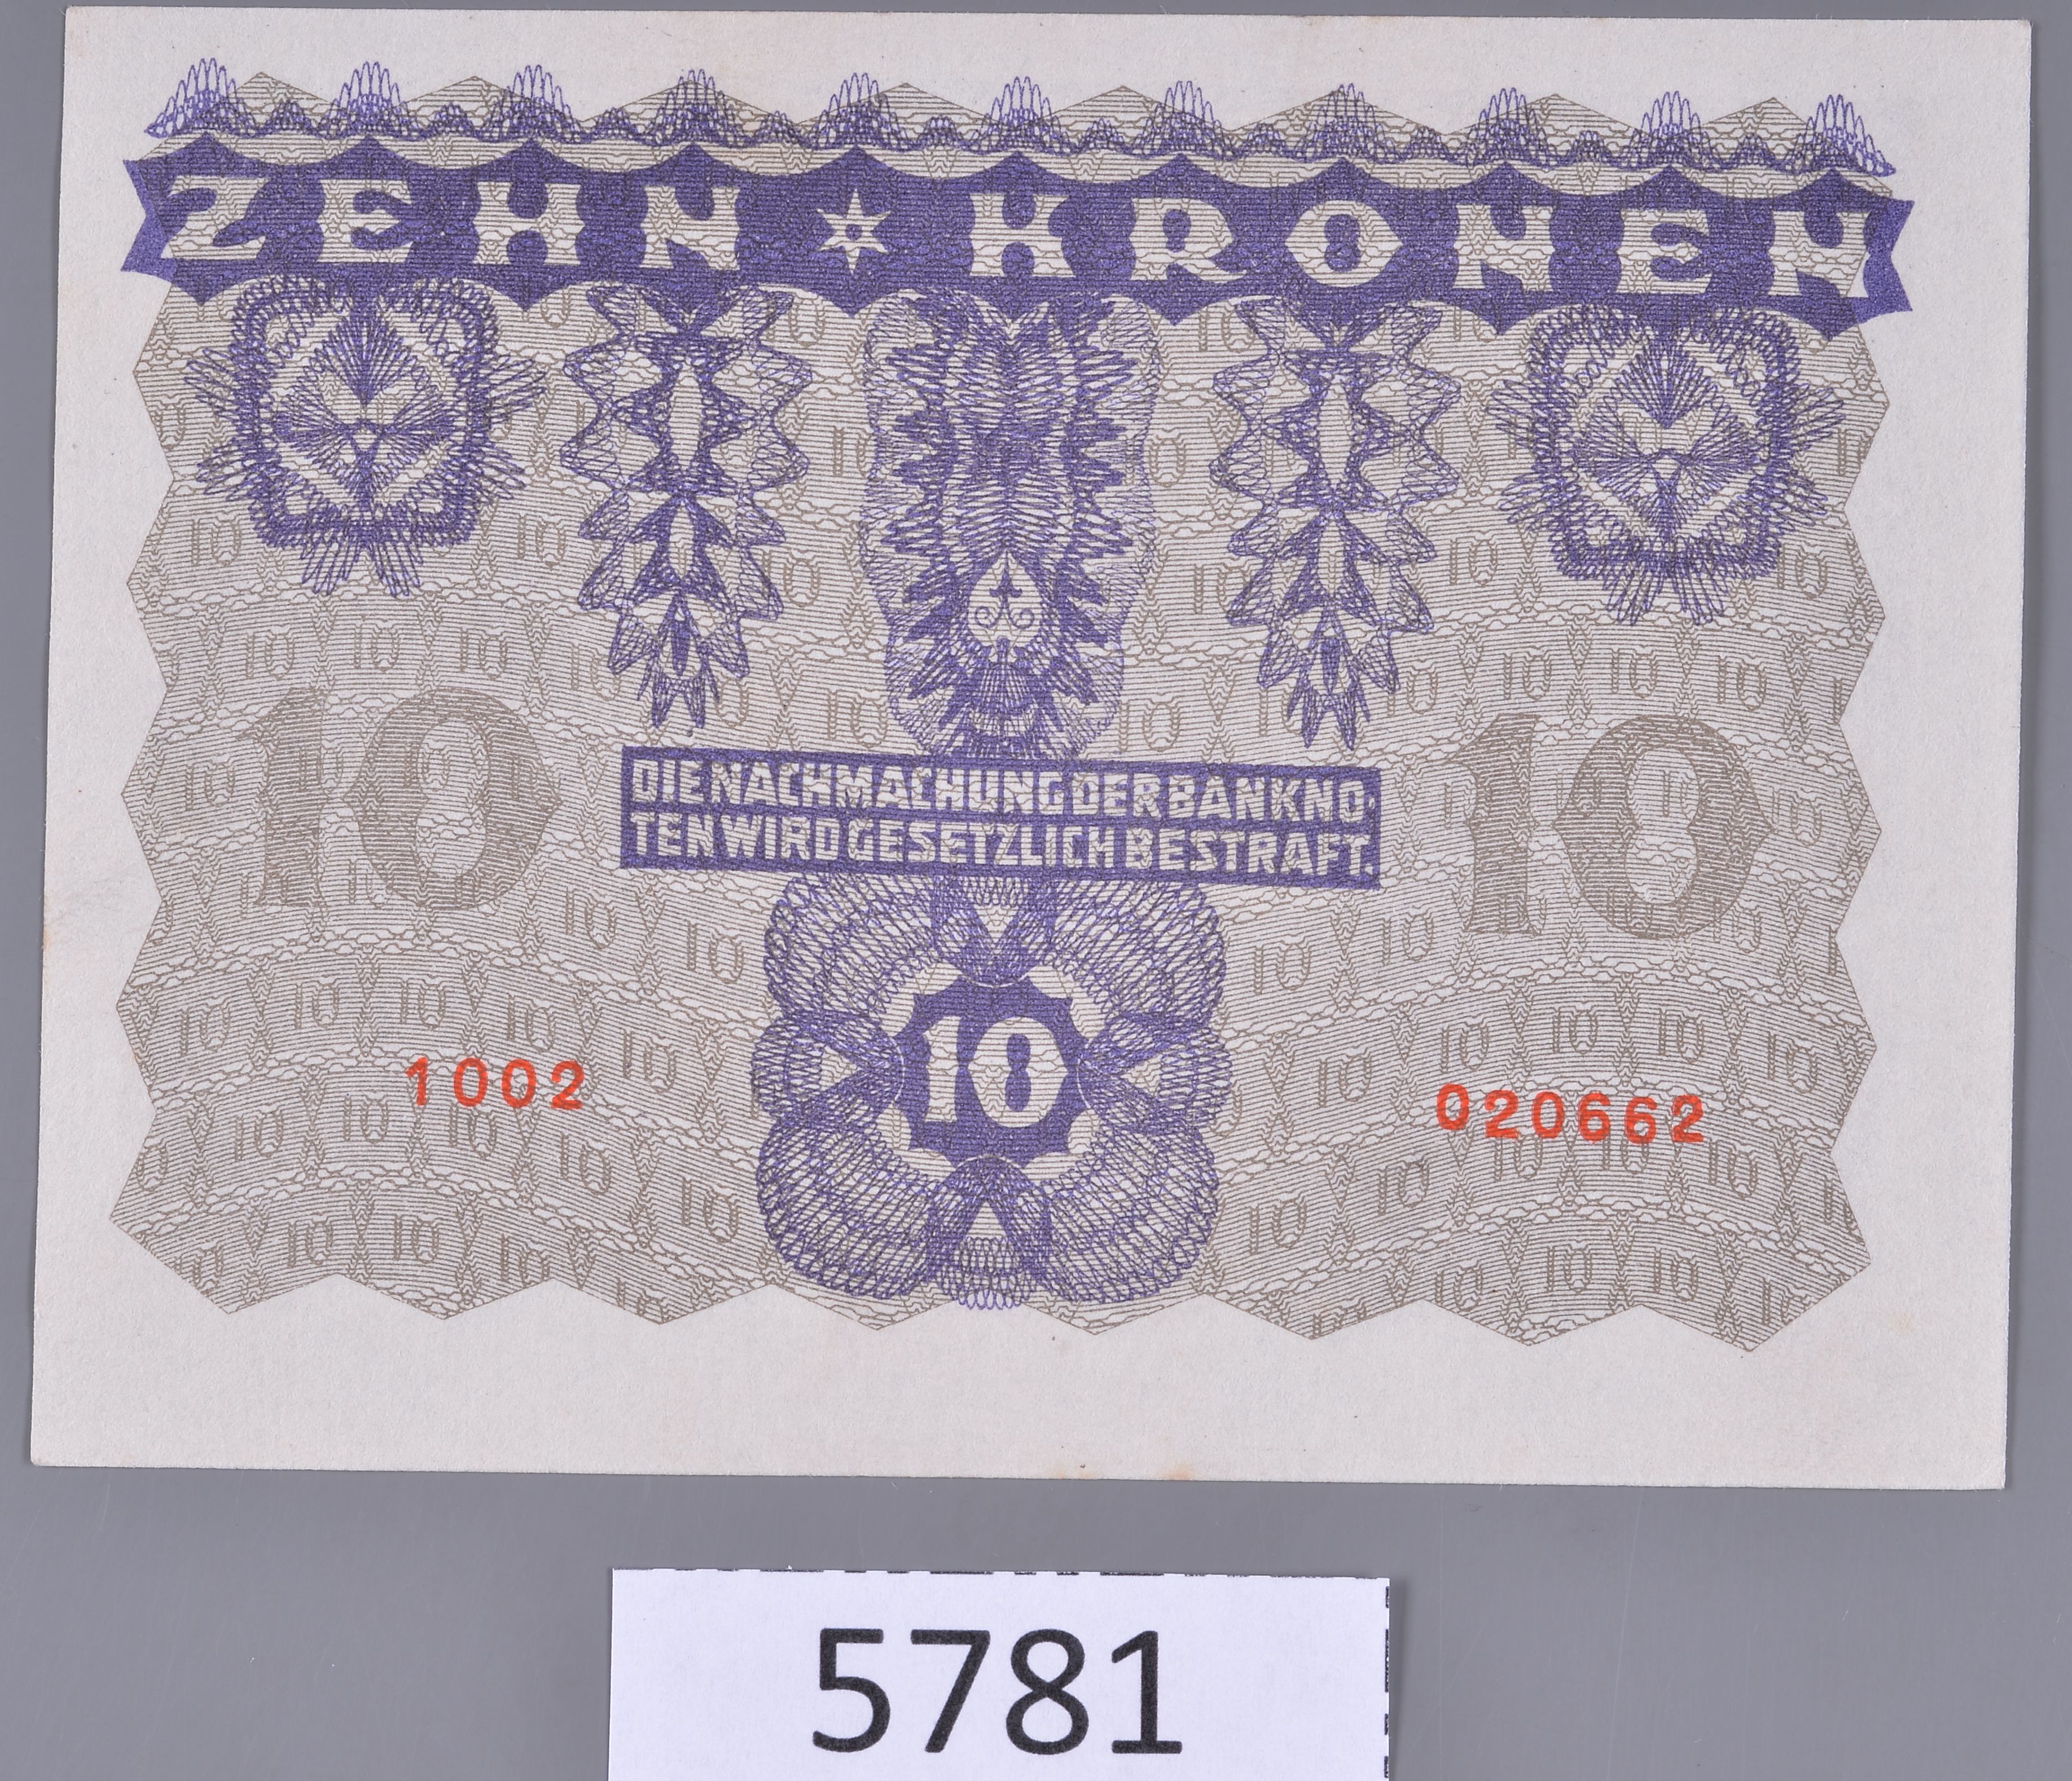 ZEHN * KRONEN
10 10
DIE NACHMACHUNG DER BANKNO-
TEN WIRD GESETZLICH BESTRAFT.
10
1002 020662
5781